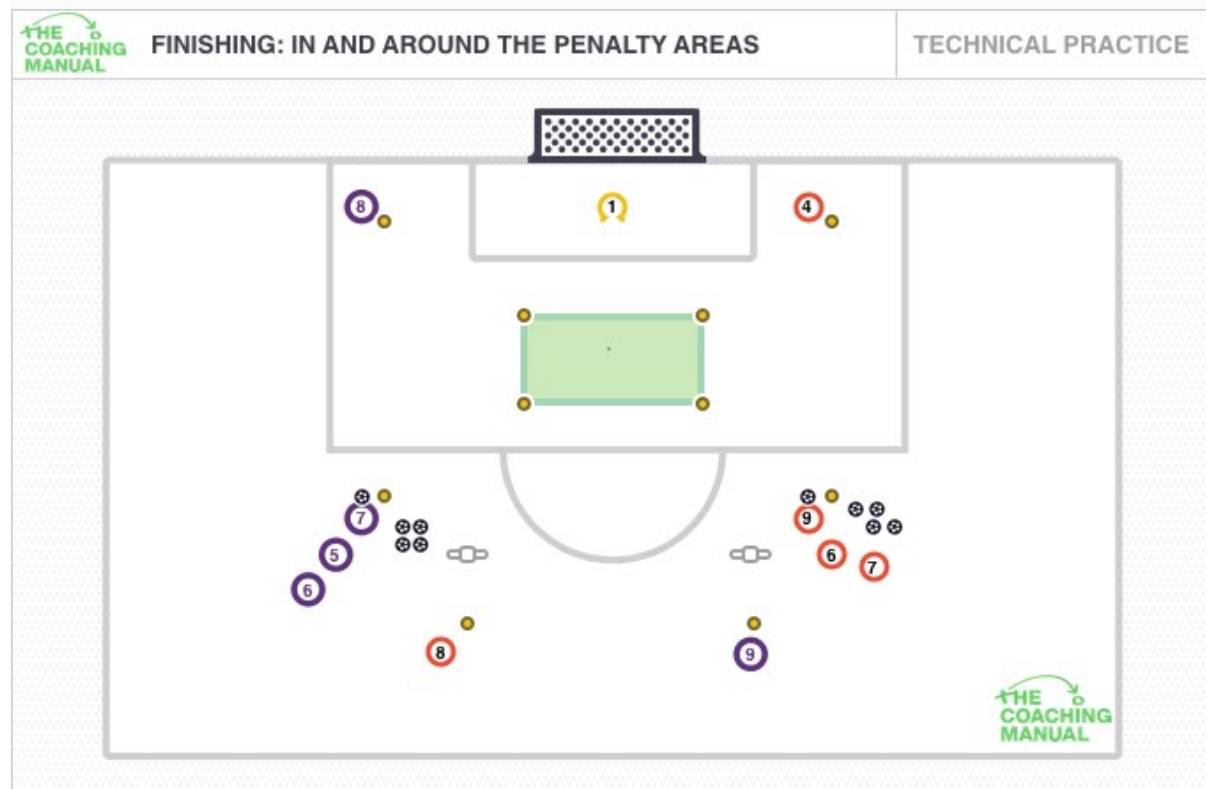 THE
COACHING
MANUAL
FINISHING: IN AND AROUND THE PENALTY AREAS
TECHNICAL PRACTICE
8
1
4
7
9
5
6
6
7
8
9
THE
COACHING
MANUAL